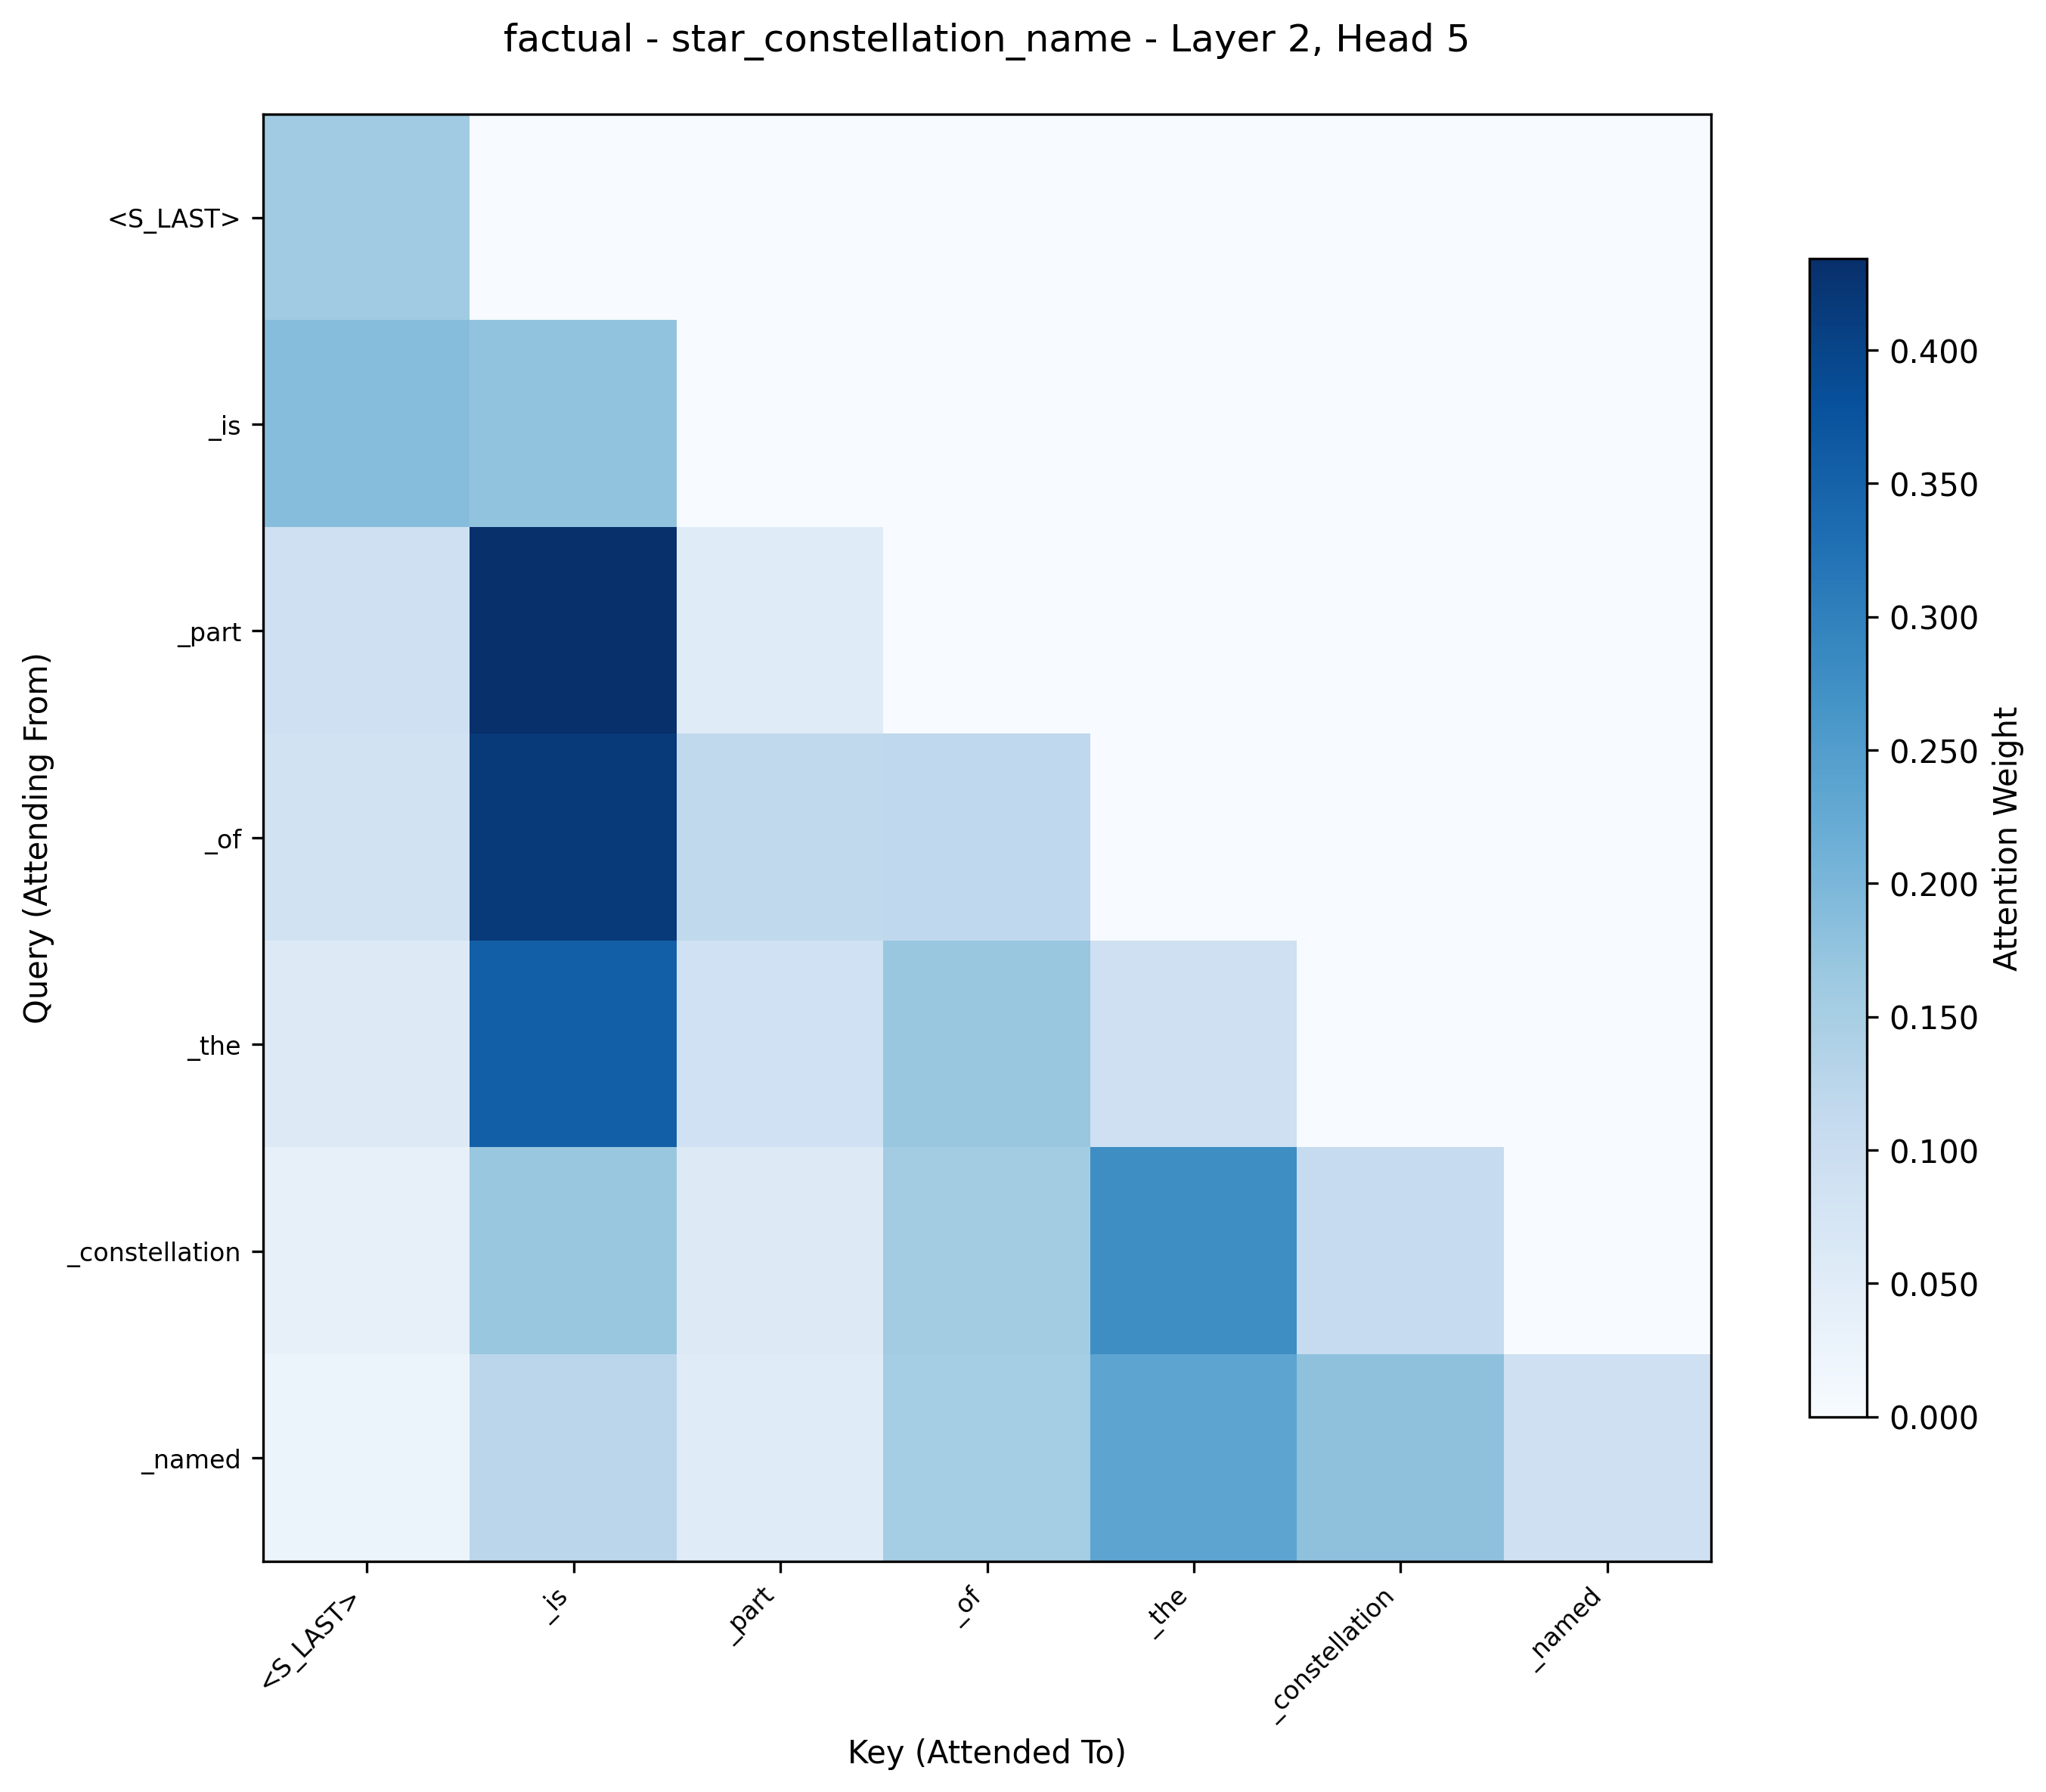 factual - star_constellation_name - Layer 2, Head 5
Query (Attending From)
<S_LAST>
_is
_part
_of
_the
_constellation
_named
<S_LAST>
_is
_part
_of
_the
_constellation
_named
Key (Attended To)
0.400
0.350
0.300
0.250
0.200
0.150
0.100
0.050
0.000
Attention Weight